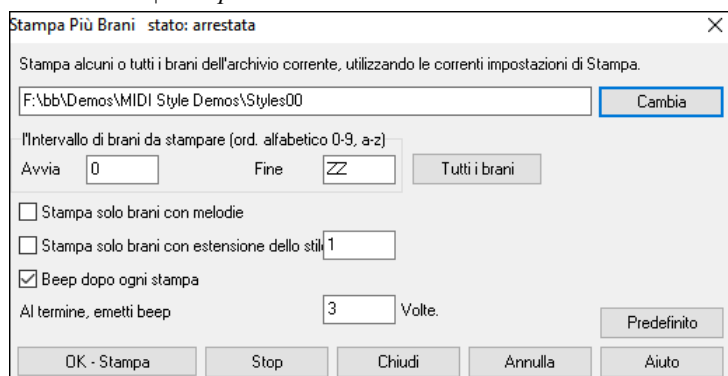 Stampa Più Brani stato: arrestata
Stampa alcuni o tutti i brani dell'archivio corrente, utilizzando le correnti impostazioni di Stampa.
F:\bb\Demos\MIDI Style Demos\Styles00 Cambia
l'Intervallo di brani da stampare (ord. alfabetico 0-9, a-z)
Avvia 0 Fine ZZ Tutti i brani
Stampa solo brani con melodie
Stampa solo brani con estensione dello stile 1
Beep dopo ogni stampa
Al termine, emetti beep 3 Volte.
Predefinito
OK - Stampa Stop Chiudi Annulla Aiuto